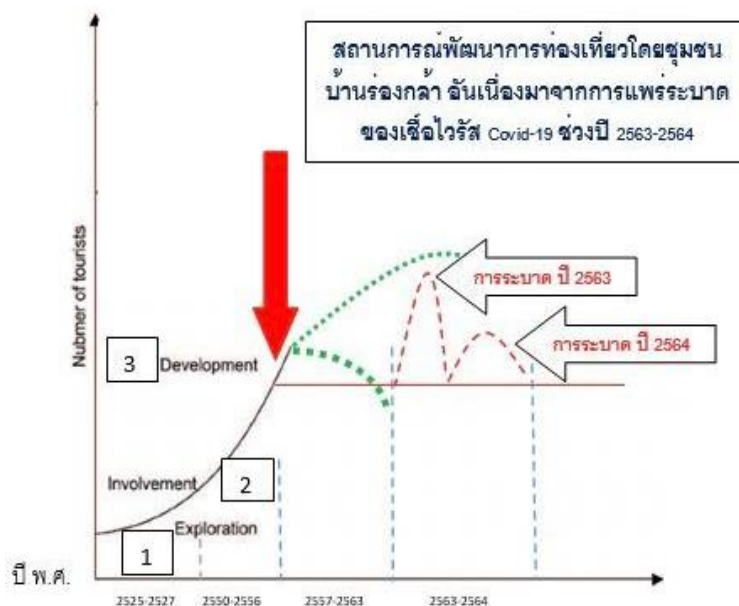 สถานการณ์พัฒนาการท่องเที่ยวโดยชุมชน
บ้านร่องกล้า อันเนื่องมาจากการแพร่ระบาด
ของเชื้อไวรัส Covid-19 ช่วงปี 2563-2564
Nubmer of tourists
การระบาด ปี 2563
การระบาด ปี 2564
3 Development
Involvement 2
Exploration
1
ปี พ.ศ.
2525-2527 2550-2556 2557-2563 2563-2564